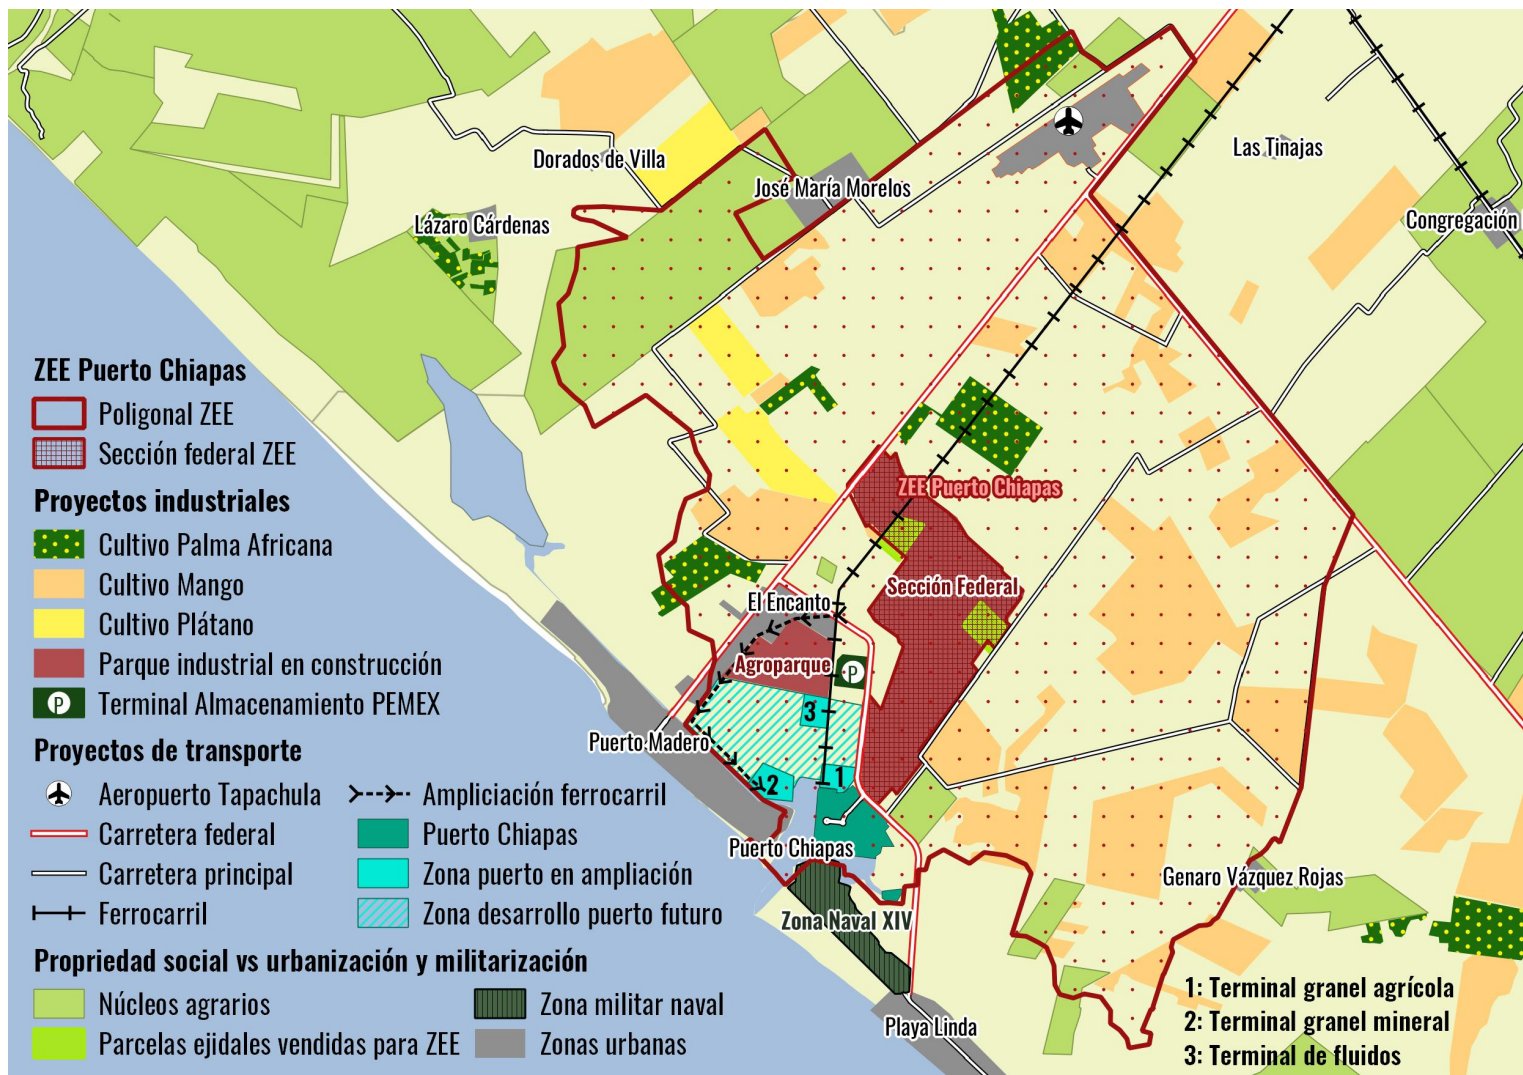 Dorados de Villa
José María Morelos
Las Tinajas
Congregación
Lázaro Cárdenas
ZEE Puerto Chiapas
Sección Federal
El Encanto
Agroparque
P
3
Puerto Madero
1
2
Puerto Chiapas
Zona Naval XIV
Genaro Vázquez Rojas
Playa Linda
ZEE Puerto Chiapas
Poligonal ZEE
Sección federal ZEE
Proyectos industriales
Cultivo Palma Africana
Cultivo Mango
Cultivo Plátano
Parque industrial en construcción
P
Terminal Almacenamiento PEMEX
Proyectos de transporte
Aeropuerto Tapachula
Carretera federal
Carretera principal
Ferrocarril
Ampliciación ferrocarril
Puerto Chiapas
Zona puerto en ampliación
Zona desarrollo puerto futuro
Propriedad social vs urbanización y militarización
Núcleos agrarios
Parcelas ejidales vendidas para ZEE
Zona militar naval
Zonas urbanas
1: Terminal granel agrícola
2: Terminal granel mineral
3: Terminal de fluidos